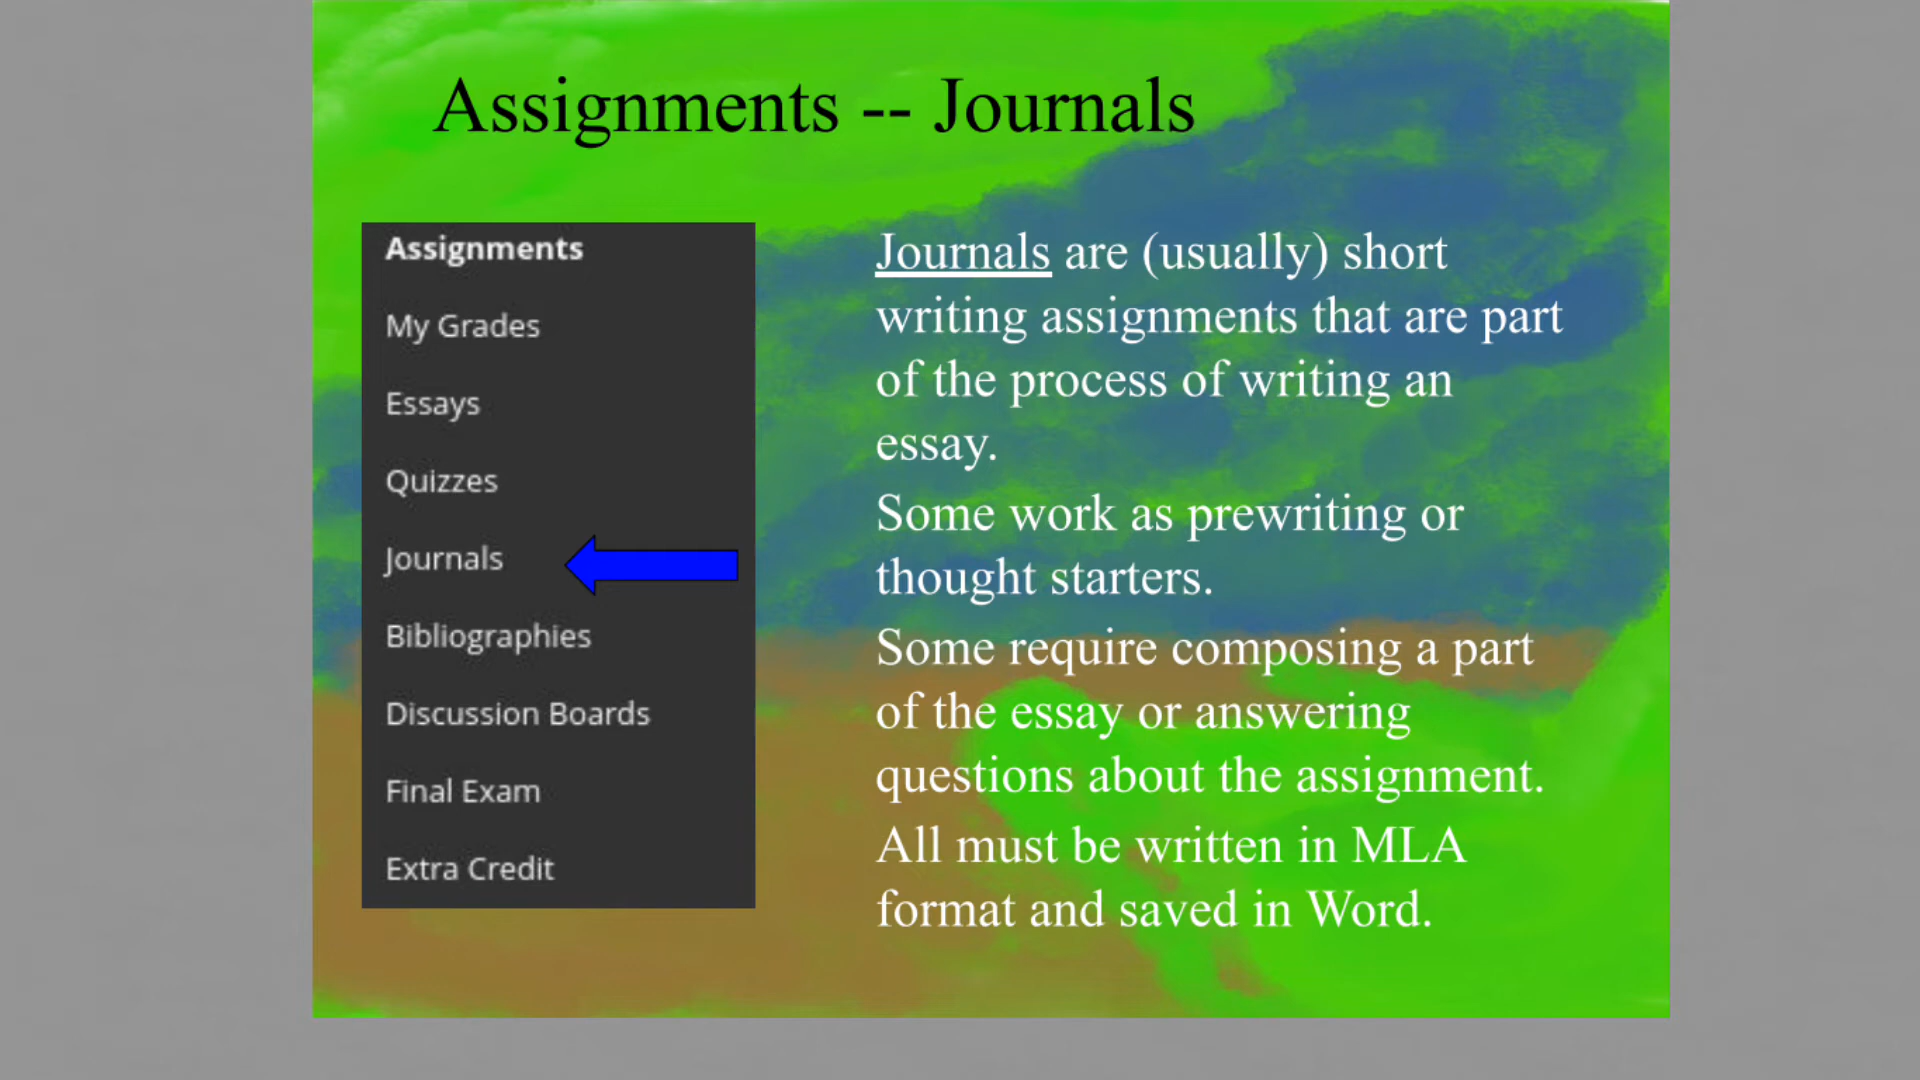 Assignments -- Journals
Assignments
My Grades
Essays
Quizzes
Journals
Bibliographies
Discussion Boards
Final Exam
Extra Credit
Journals are (usually) short
writing assignments that are part
of the process of writing an
essay.
Some work as prewriting or
thought starters.
Some require composing a part
of the essay or answering
questions about the assignment.
All must be written in MLA
format and saved in Word.